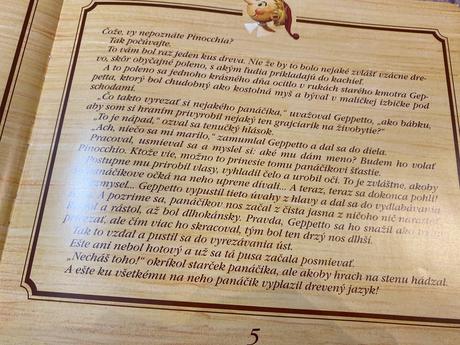 Čože, vy nepoznáte Pinocchia?
Tak počúvajte.
To vám bol raz jeden kus dreva. Nie že by to bolo nejaké zvlášť vzácne dre-
vo, skôr obyčajné poleno, s akým ľudia prikladajú do kachieľ.
A to poleno sa jedného krásneho dňa ocitlo v rukách starého kmotra Gep-
petta, ktorý bol chudobný ako kostolná myš a býval v maličkej izbičke pod
schodami.
„Čo takto vyrezať si nejakého panáčika,“ uvažoval Geppetto, „ako bábku,
aby som si hraním privyrobil nejaký ten grajciarik na živobytie?“
„To je nápad,“ ozval sa tenučký hlások.
„Ach, niečo sa mi marilo,“ zamumlal Geppetto a dal sa do diela.
Pracoval, usmieval sa a myslel si: aké mu dám meno? Budem ho volať
Pinocchio. Ktože vie, možno to prinesie tomu panáčikovi šťastie.
Postupne mu prirobil vlasy, vyhĺadil čelo a urobil oči. To je zvláštne, akoby
panáčikove očká na neho uprene dívali... A teraz, teraz sa dokonca pohli!
Nezmysel... Geppetto vypustil tieto úvahy z hlavy a dal sa do vydlabávania
A pozrime sa, panáčikov nos začal z čista jasna z ničoho nič narastať
a rástol, až bol dlhokánsky. Pravda, Geppetto sa ho snažil ako
prirezať, ale čím viac ho skracoval, tým bol ten drzý nos dlhší.
Tak to vzdal a pustil sa do vyrezávania úst.
Ešte ani nebol hotový a už sa tá pusa začala posmievať.
„Necháš toho!“ okríkol starček panáčika, ale akoby hrach na stenu hádzal.
A ešte ku všetkému na neho panáčik vyplazil drevený jazyk!
5